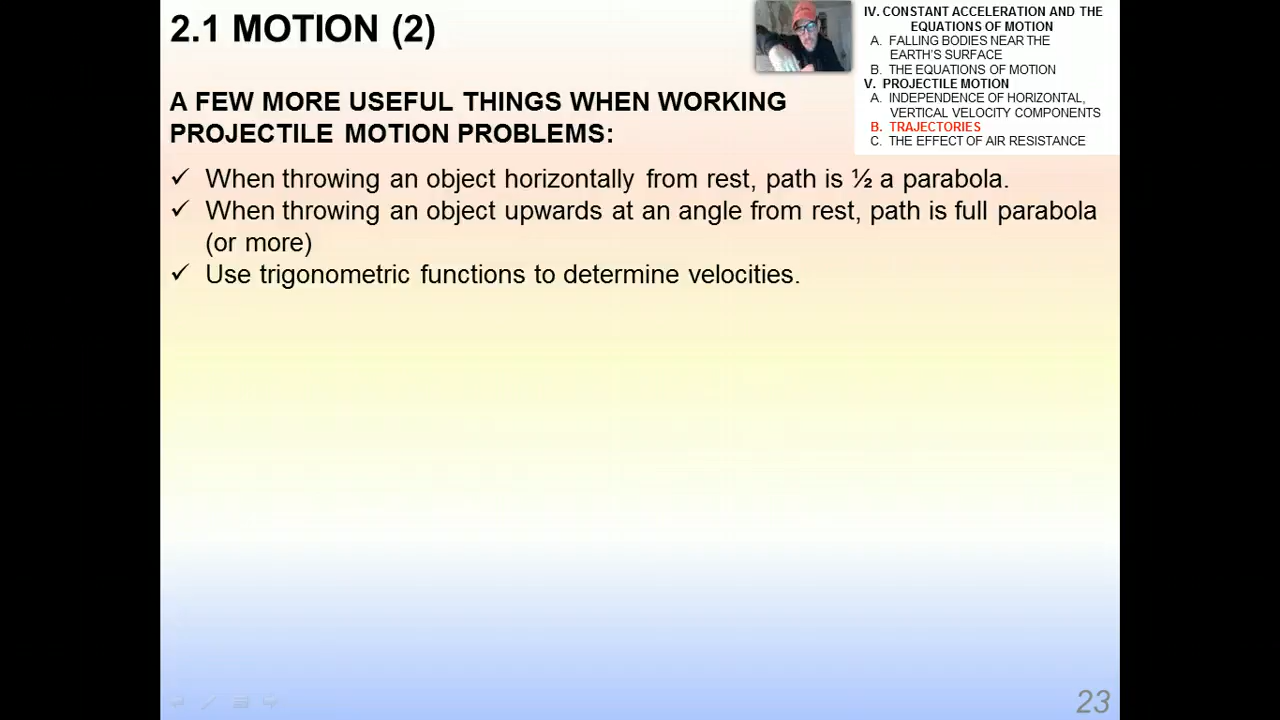 2.1 MOTION (2)
IV. CONSTANT ACCELERATION AND THE
EQUATIONS OF MOTION
A. FALLING BODIES NEAR THE
EARTH'S SURFACE
B. THE EQUATIONS OF MOTION
V. PROJECTILE MOTION
A. INDEPENDENCE OF HORIZONTAL,
VERTICAL VELOCITY COMPONENTS
B. TRAJECTORIES
C. THE EFFECT OF AIR RESISTANCE
A FEW MORE USEFUL THINGS WHEN WORKING
PROJECTILE MOTION PROBLEMS:
✓ When throwing an object horizontally from rest, path is ½ a parabola.
✓ When throwing an object upwards at an angle from rest, path is full parabola
(or more)
✓ Use trigonometric functions to determine velocities.
23